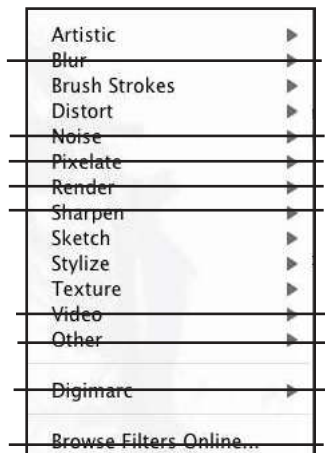 Artistic
Blur
Brush Strokes
Distort
Noise
Pixelate
Render
Sharpen
Sketch
Stylize
Texture
Video
Other
Digimarc
Browse Filters Online...